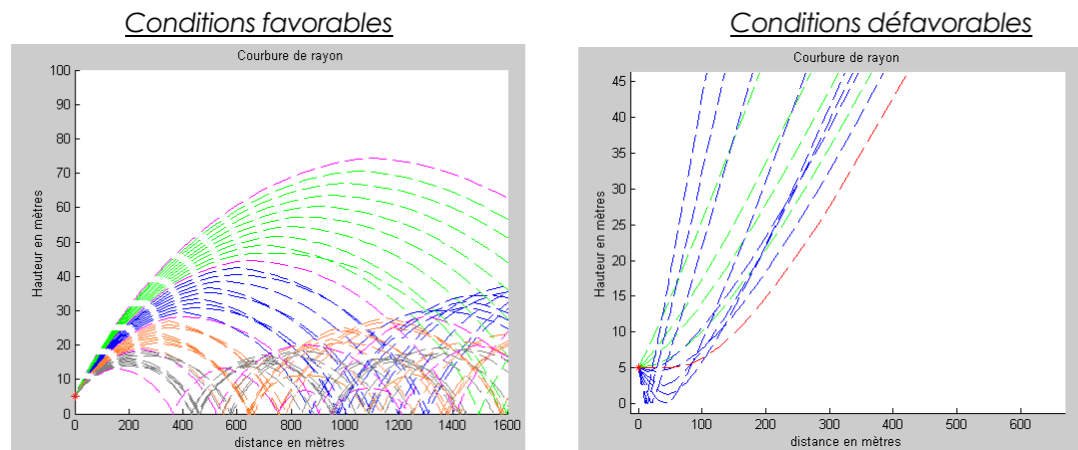 Conditions favorables
Courbure de rayon
100
90
80
70
60
50
40
30
20
10
0
Hauteur en mètres
0 200 400 600 800 1000 1200 1400 1600
distance en mètres
Conditions défavorables
Courbure de rayon
45
40
35
30
25
20
15
10
5
0
Hauteur en mètres
0 100 200 300 400 500 600
distance en mètres